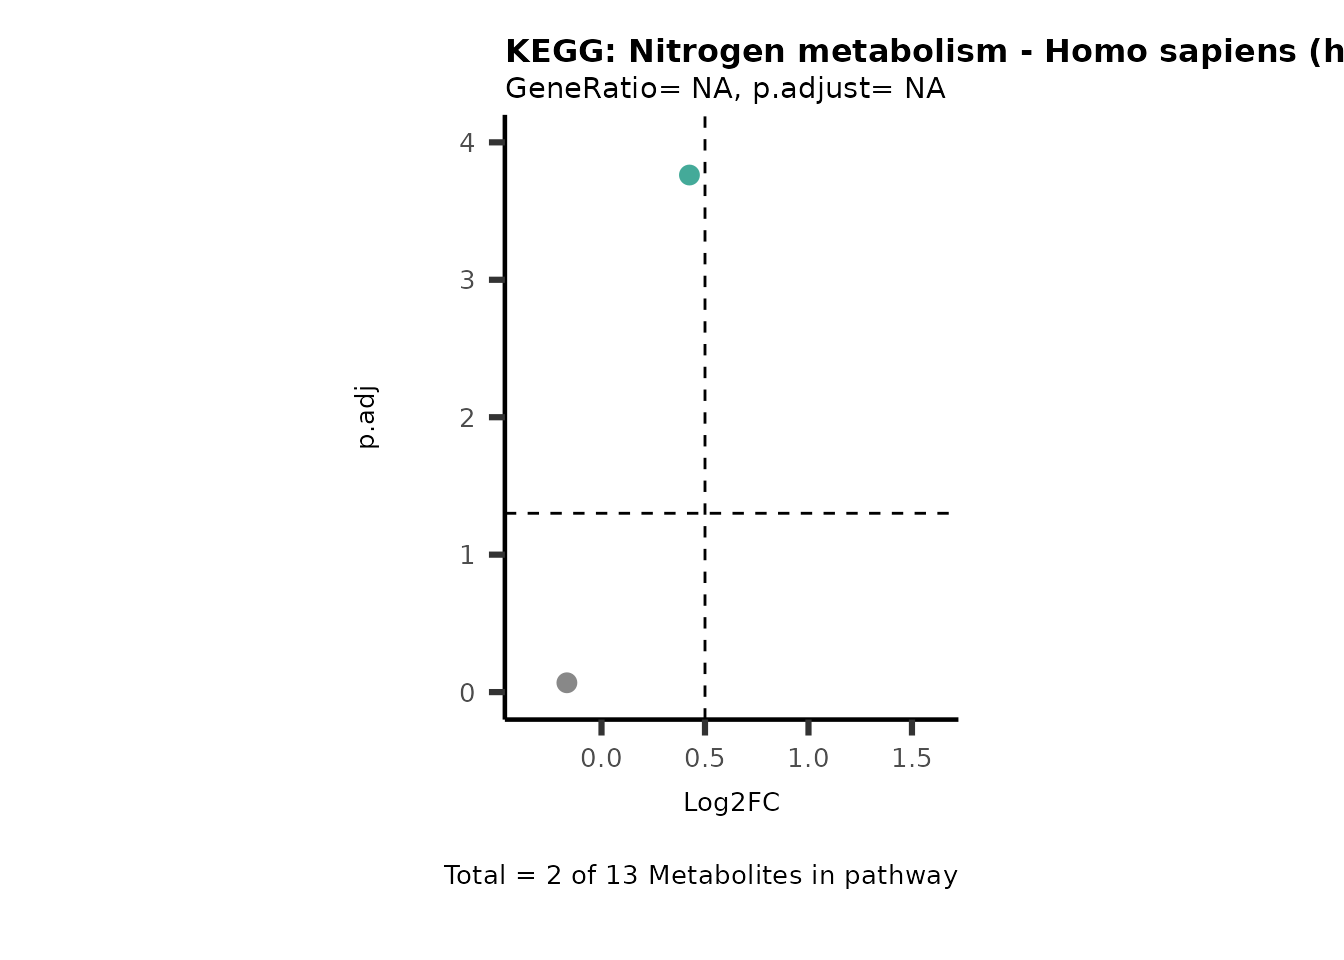 KEGG: Nitrogen metabolism - Homo sapiens (h
GeneRatio= NA, p.adjust= NA
4
3
2
1
0
p.adj
0.0 0.5 1.0 1.5
Log2FC
Total = 2 of 13 Metabolites in pathway